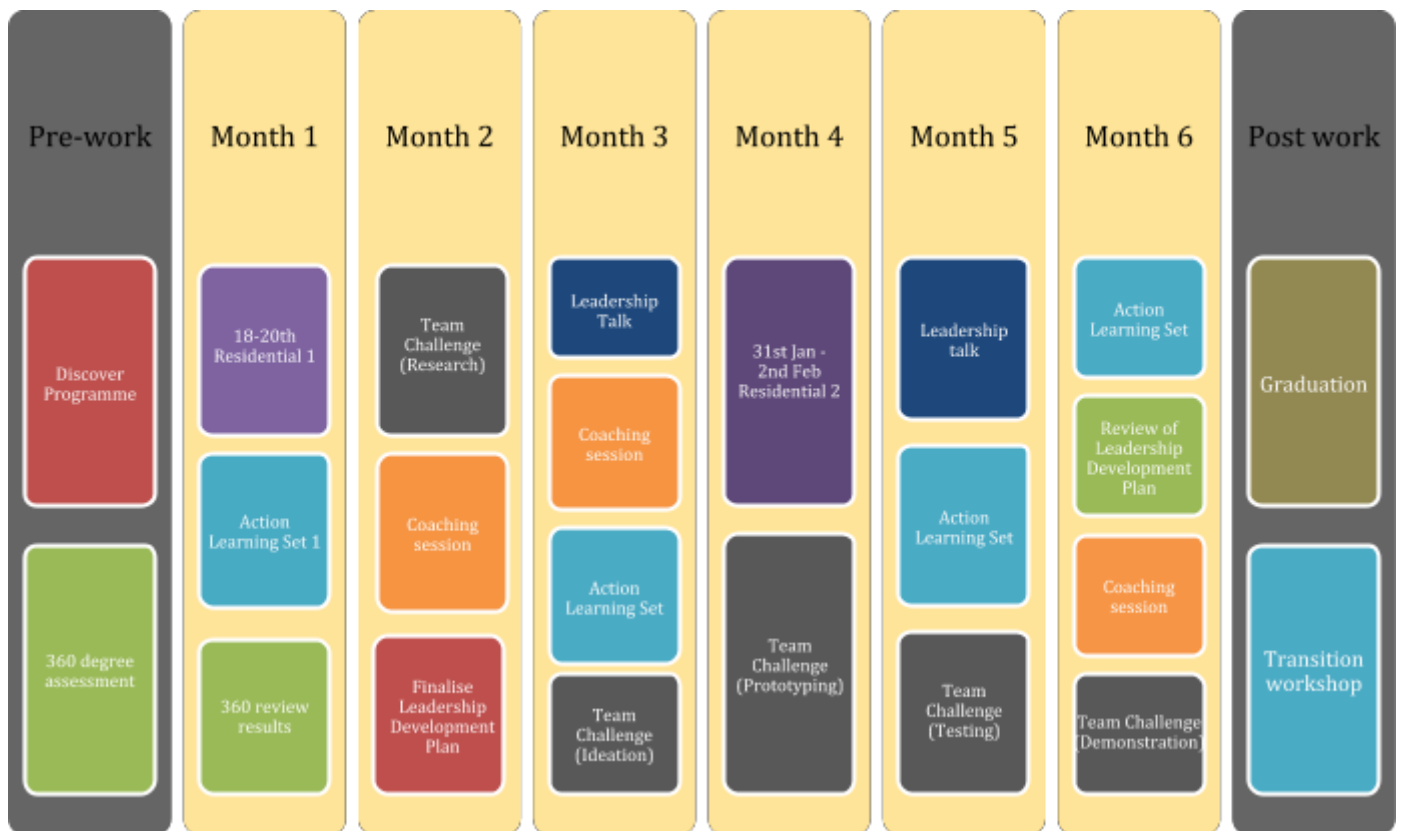 Pre-work
Discover
Programme
360 degree
assessment
Month 1
18-20th
Residential 1
Action
Learning Set 1
360 review
results
Month 2
Team
Challenge
(Research)
Coaching
session
Finalise
Leadership
Development
Plan
Month 3
Leadership
Talk
Coaching
session
Action
Learning Set
Team
Challenge
(Ideation)
Month 4
31st Jan -
2nd Feb
Residential 2
Team
Challenge
(Prototyping)
Month 5
Leadership
talk
Action
Learning Set
Team
Challenge
(Testing)
Month 6
Action
Learning Set
Review of
Leadership
Development
Plan
Coaching
session
Team Challenge
(Demonstration)
Post work
Graduation
Transition
workshop